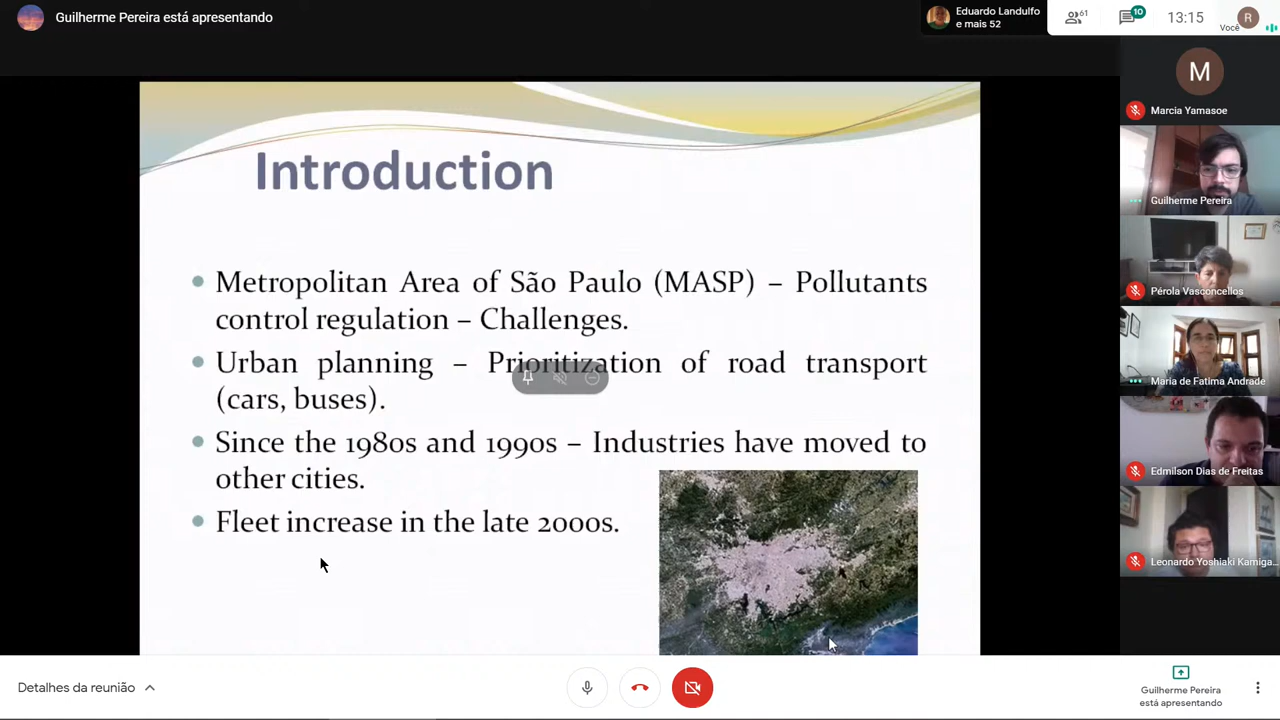 Guilherme Pereira está apresentando
Eduardo Landulfo
e mais 52
61
10
13:15
Você
R
M
Marcia Yamasoe
Guilherme Pereira
Pérola Vasconcellos
Maria de Fatima Andrade
Edmilson Dias de Freitas
Leonardo Yoshiaki Kamiga...
Introduction
Metropolitan Area of São Paulo (MASP) – Pollutants
control regulation – Challenges.
Urban planning – Prioritization of road transport
(cars, buses).
Since the 1980s and 1990s – Industries have moved to
other cities.
Fleet increase in the late 2000s.
Detalhes da reunião
Guilherme Pereira
está apresentando